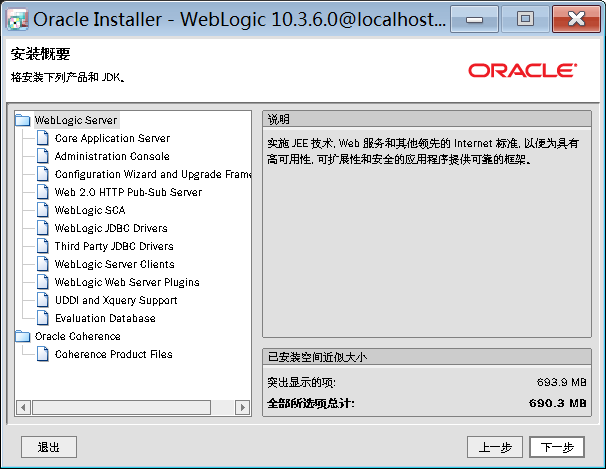 Oracle Installer - WebLogic 10.3.6.0@localhost...
安装概要
将安装下列产品和 JDK。
ORACLE
WebLogic Server
Core Application Server
Administration Console
Configuration Wizard and Upgrade Fram
Web 2.0 HTTP Pub-Sub Server
WebLogic SCA
WebLogic JDBC Drivers
Third Party JDBC Drivers
WebLogic Server Clients
WebLogic Web Server Plugins
UDDI and Xquery Support
Evaluation Database
Oracle Coherence
Coherence Product Files
说明
实施 JEE 技术, Web 服务和其他领先的 Internet 标准, 以便为具有
高可用性, 可扩展性和安全的应用程序提供可靠的框架。
已安装空间近似大小
突出显示的项: 693.9 MB
全部所选项总计: 690.3 MB
退出
上一步
下一步